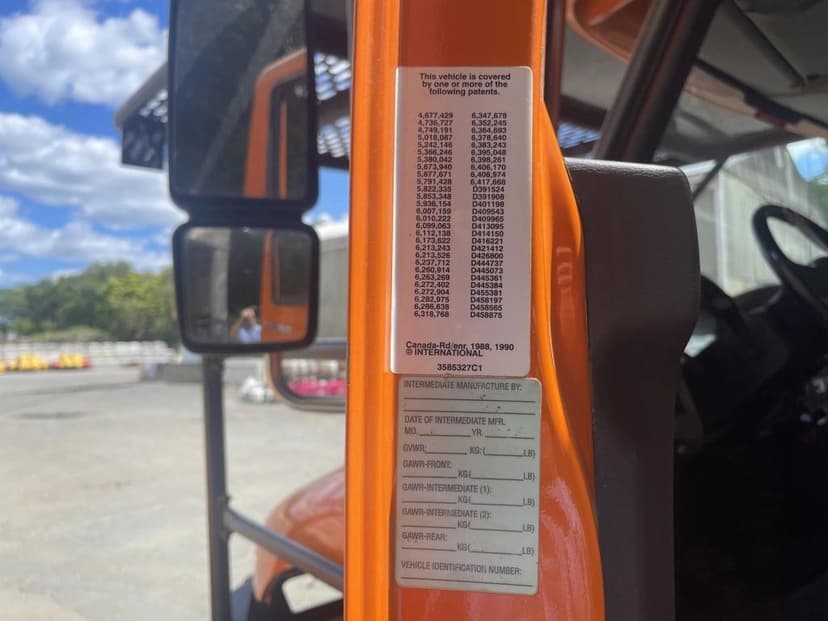 This vehicle is covered
by one or more of the
following patents.
4,677,429 6,347,678
4,736,727 6,352,245
4,749,191 6,364,693
5,018,087 6,378,640
5,242,146 6,383,243
5,366,246 6,395,048
5,380,042 6,398,261
5,673,940 6,406,170
5,677,671 6,408,974
5,791,428 6,417,668
5,822,335 D391524
5,853,348 D391908
5,936,154 D401198
6,007,159 D409543
6,010,222 D409965
6,099,063 D413095
6,112,138 D414150
6,173,622 D416221
6,213,243 D421412
6,213,526 D426800
6,237,712 D444737
6,260,914 D445073
6,263,269 D445361
6,272,402 D445384
6,272,904 D455381
6,282,975 D458197
6,286,638 D458565
6,318,768 D458875
Canada-Rd/enr, 1988, 1990
© INTERNATIONAL
3585327C1
INTERMEDIATE MANUFACTURE BY:
DATE OF INTERMEDIATE MFR.
MO. YR.
GVWR: KG ( LB)
GAWR-FRONT:
KG( LB)
GAWR-INTERMEDIATE (1):
KG( LB)
GAWR-INTERMEDIATE (2):
KG( LB)
GAWR-REAR:
KG( LB)
VEHICLE IDENTIFICATION NUMBER: